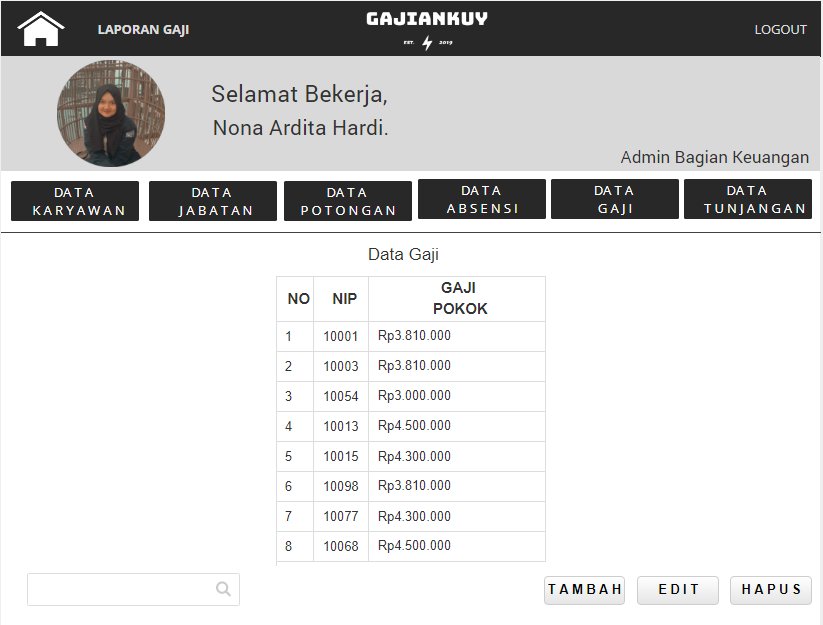 LAPORAN GAJI
GAJIANKUY
EST. 2019
LOGOUT
Selamat Bekerja,
Nona Ardita Hardi.
Admin Bagian Keuangan
DATA KARYAWAN
DATA JABATAN
DATA POTONGAN
DATA ABSENSI
DATA GAJI
DATA TUNJANGAN
Data Gaji
NO NIP GAJI POKOK
1 10001 Rp3.810.000
2 10003 Rp3.810.000
3 10054 Rp3.000.000
4 10013 Rp4.500.000
5 10015 Rp4.300.000
6 10098 Rp3.810.000
7 10077 Rp4.300.000
8 10068 Rp4.500.000
TAMBAH EDIT HAPUS